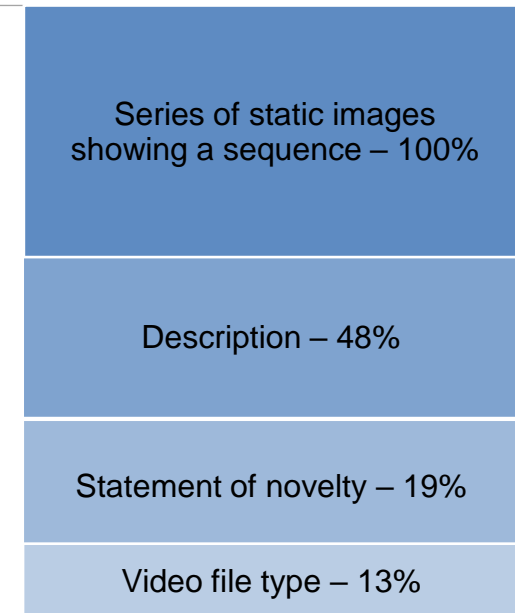 Series of static images
showing a sequence – 100%
Description – 48%
Statement of novelty – 19%
Video file type – 13%